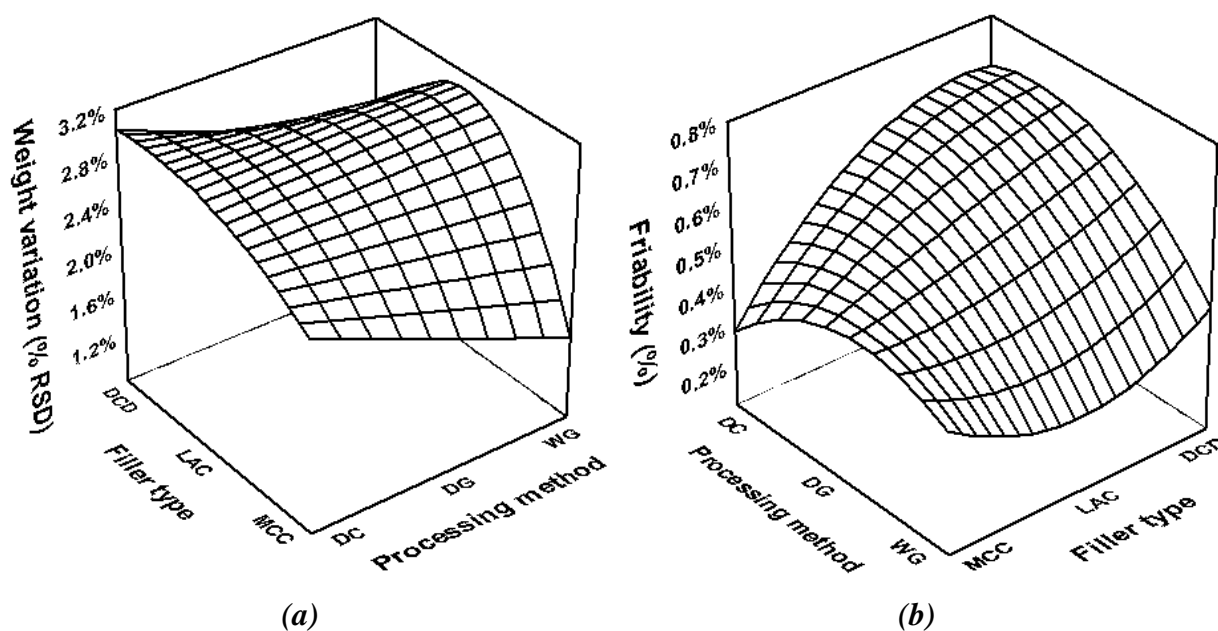 Weight variation (% RSD)
3.2%
2.8%
2.4%
2.0%
1.6%
1.2%
DCD
LAC
MCC
Filler type
DC
DG
WG
Processing method
(a)
Friability (%)
0.8%
0.7%
0.6%
0.5%
0.4%
0.3%
0.2%
DC
DG
WG
Processing method
MCC
LAC
DCD
Filler type
(b)